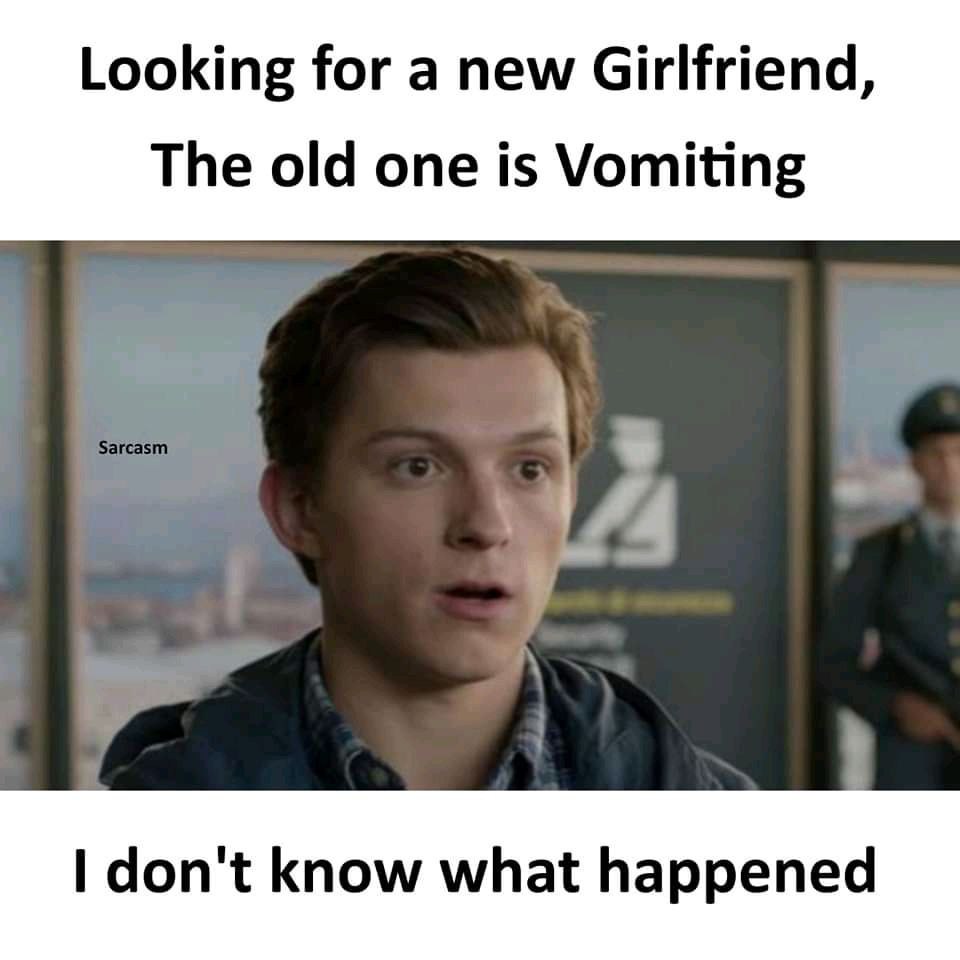 Looking for a new Girlfriend,
The old one is Vomiting
Sarcasm
I don't know what happened